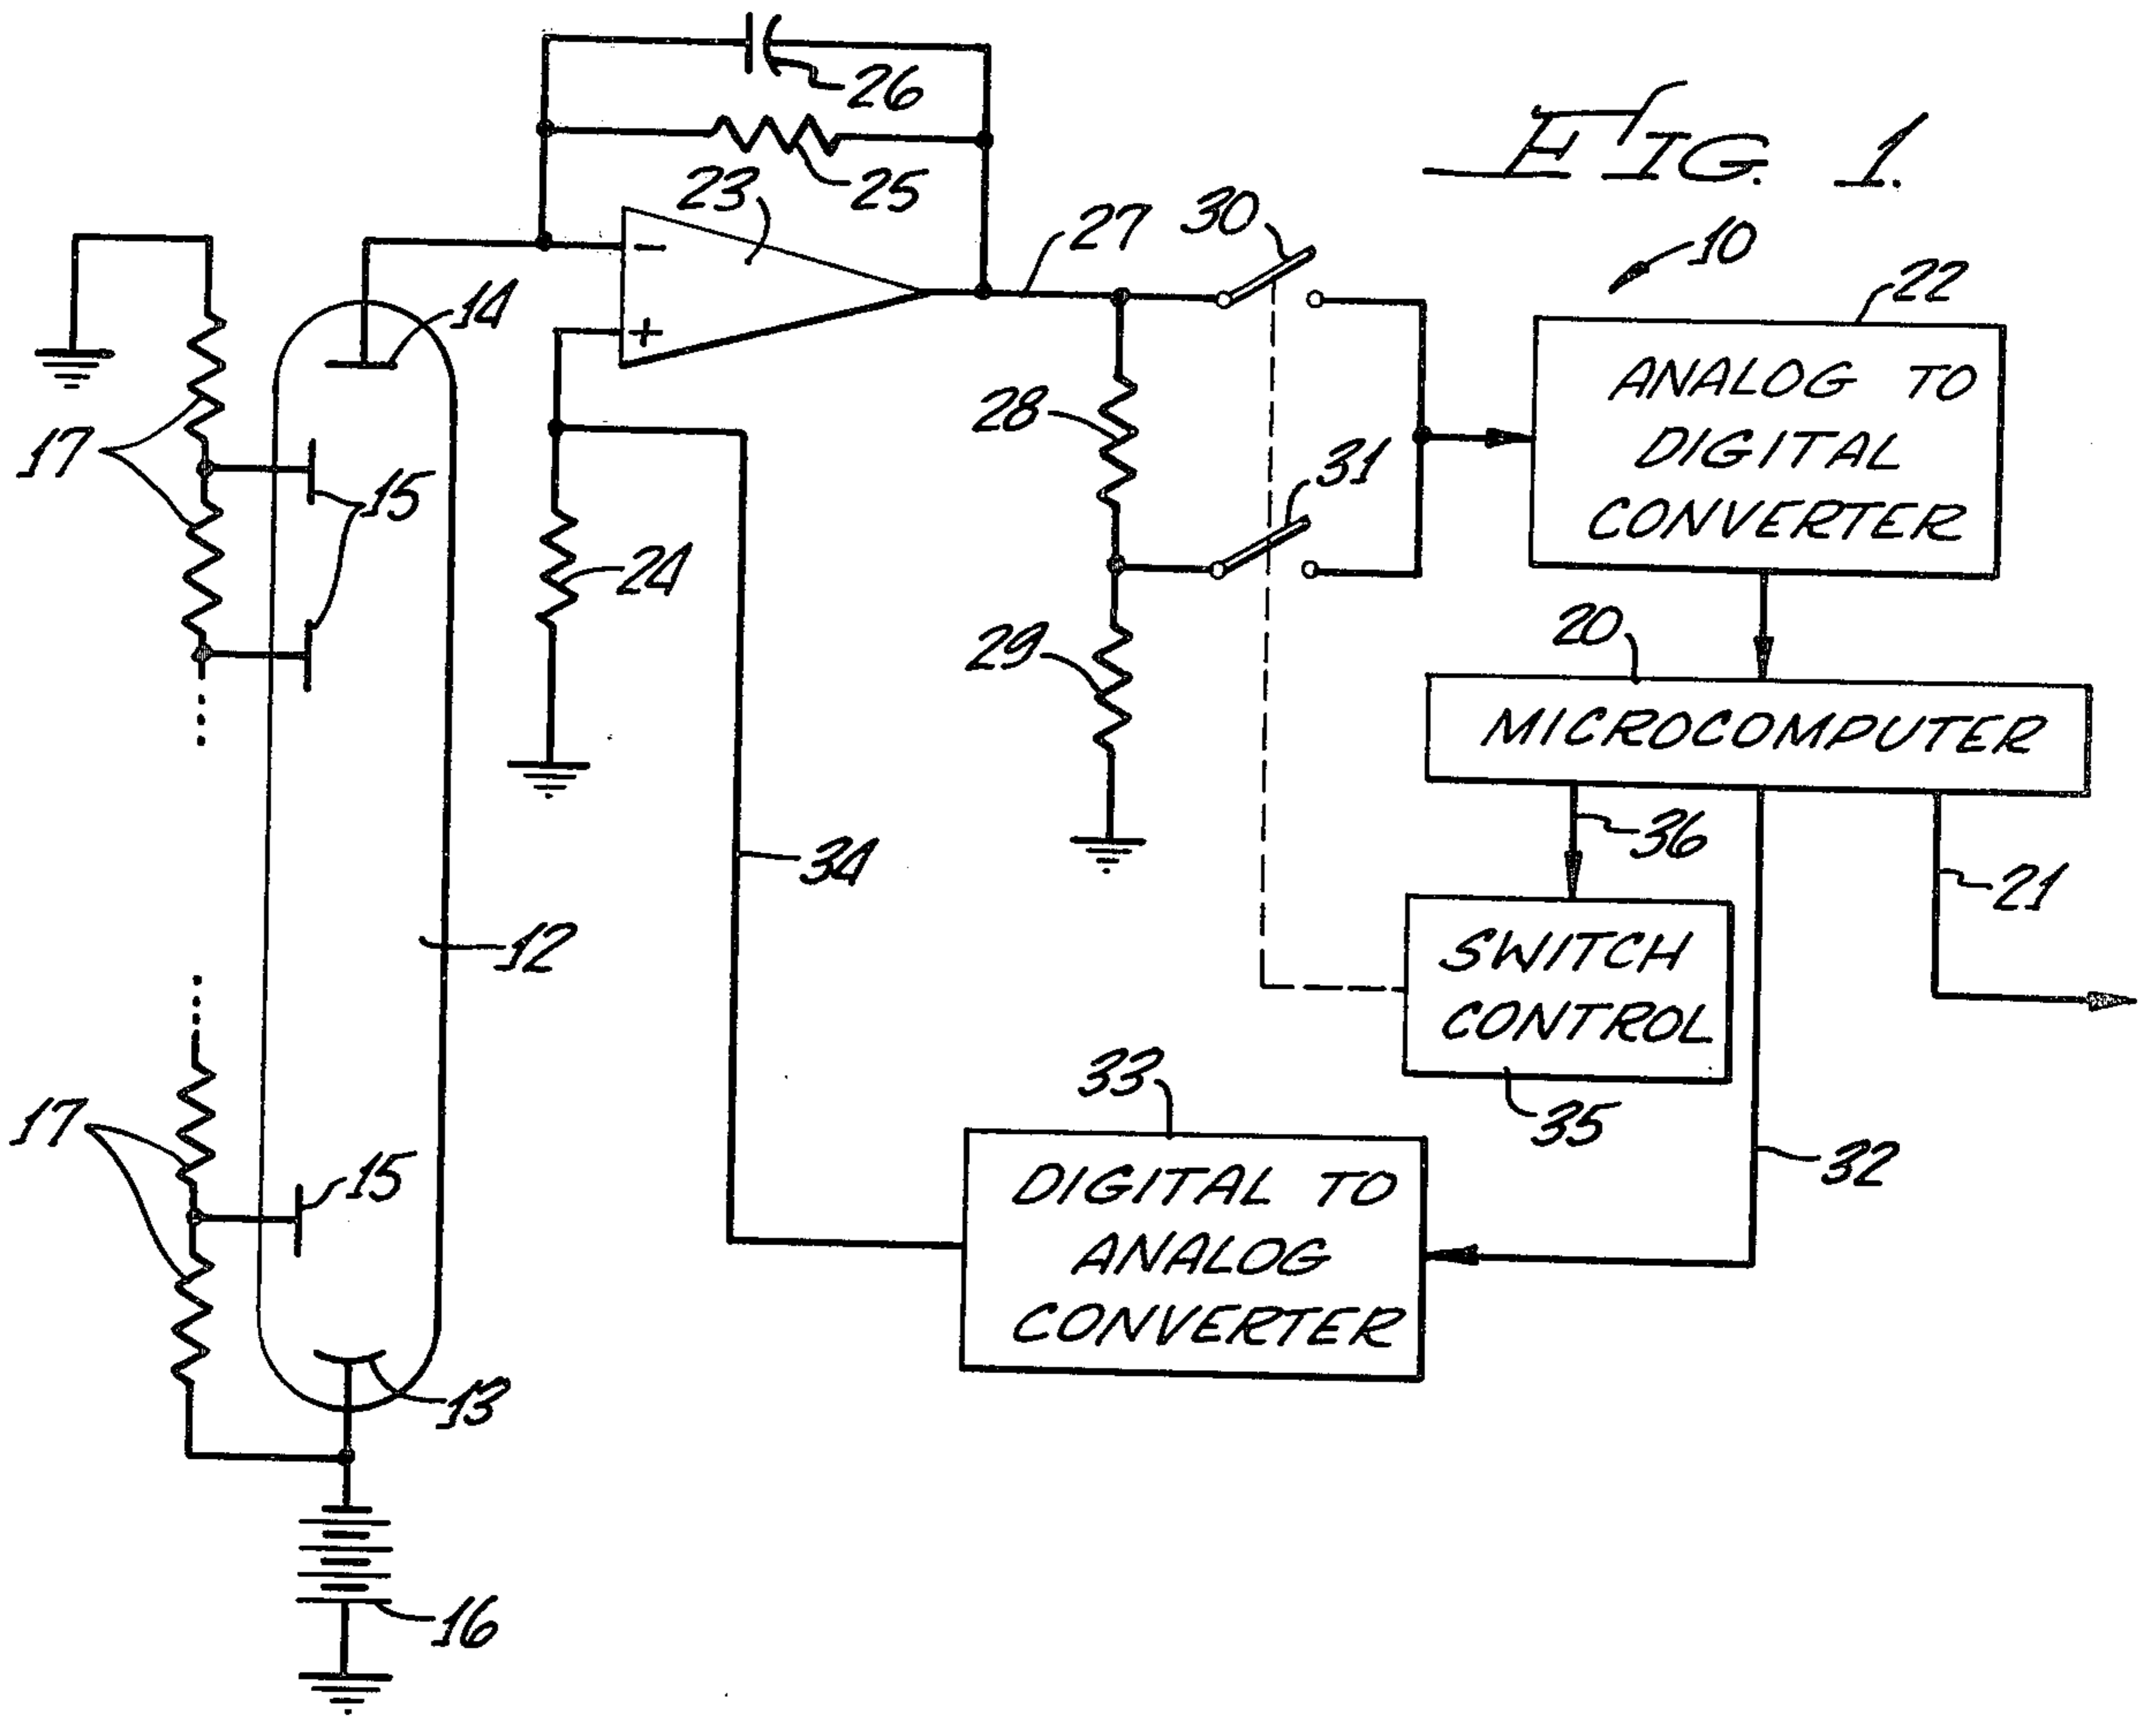 FIG. 1.
10
26
25
23
27
30
22
14
ANALOG TO
DIGITAL
CONVERTER
- 
+
17
15
28
31
24
29
20
MICROCOMPUTER
36
34
21
12
SWITCH
CONTROL
35
33
32
DIGITAL TO
ANALOG
CONVERTER
17
15
13
16